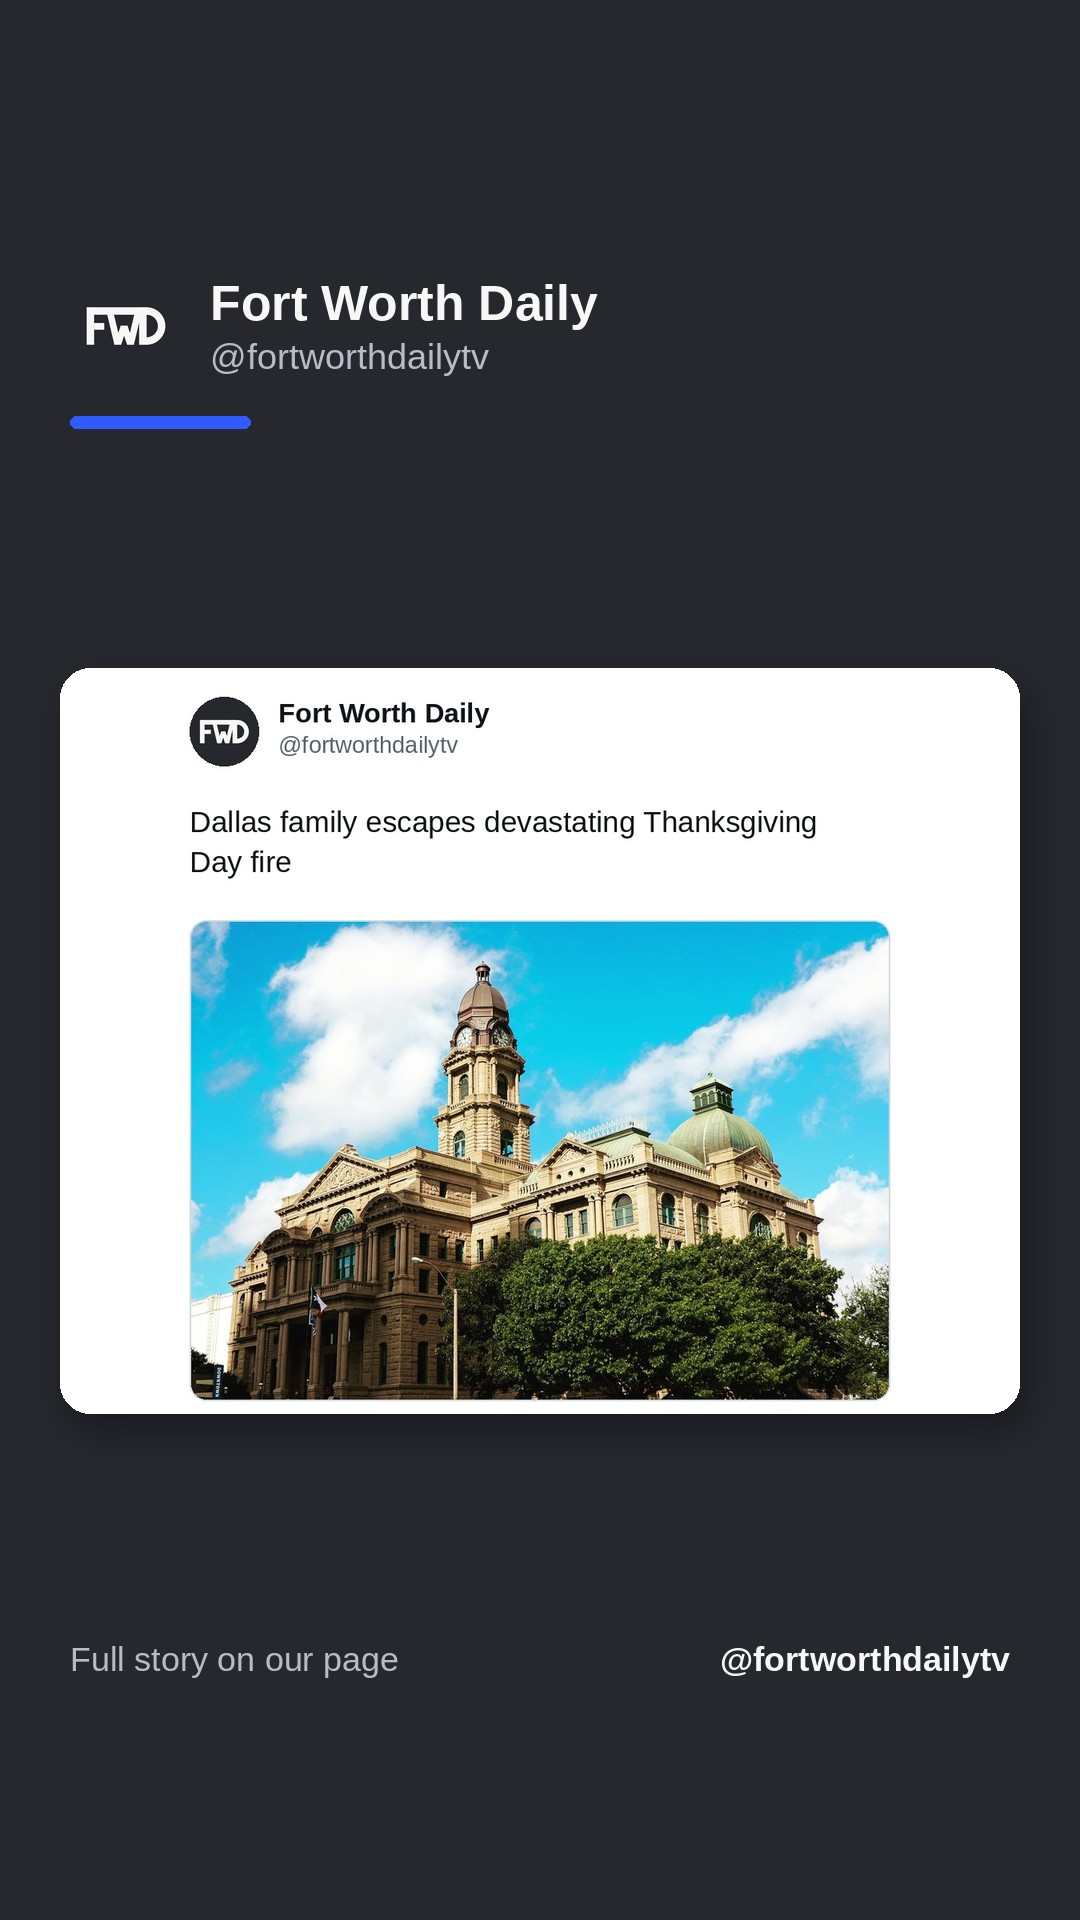 FWD
Fort Worth Daily
@fortworthdailytv
FWD
Fort Worth Daily
@fortworthdailytv
Dallas family escapes devastating Thanksgiving
Day fire
DOWNTOWN
Full story on our page
@fortworthdailytv